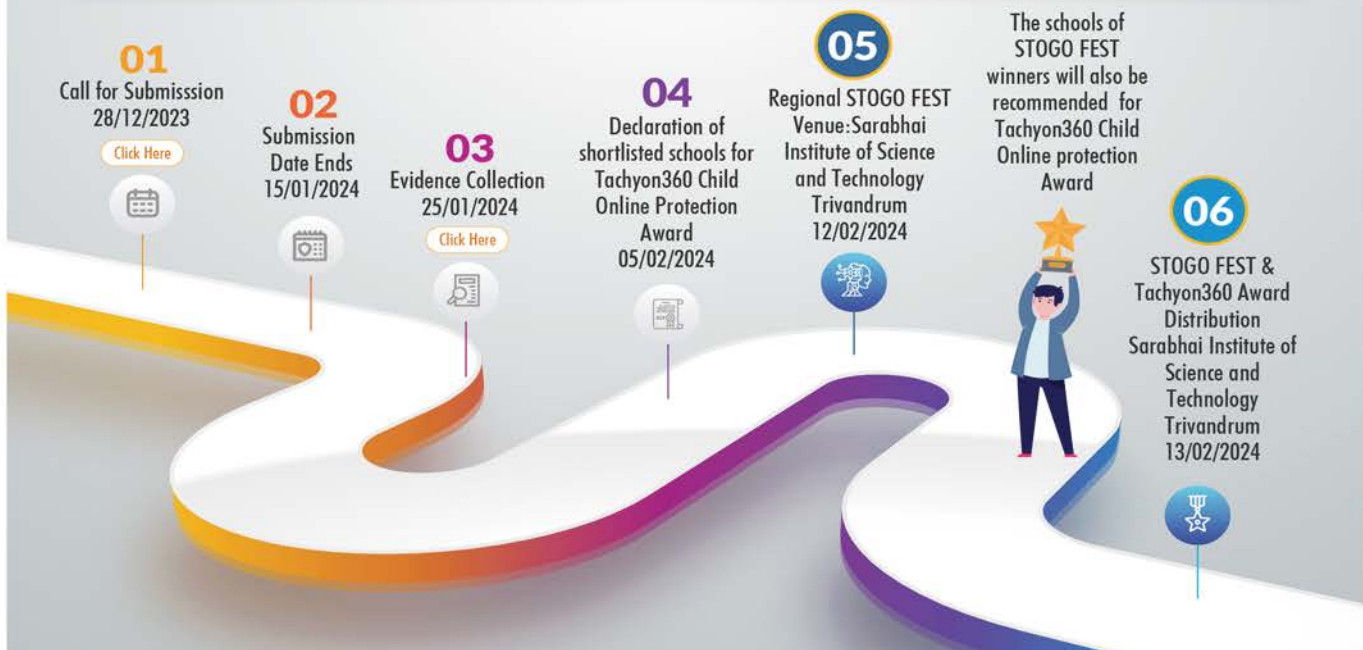 01
Call for Submisssion
28/12/2023
Click Here
02
Submission
Date Ends
15/01/2024
03
Evidence Collection
25/01/2024
Click Here
04
Declaration of
shortlisted schools for
Tachyon360 Child
Online Protection
Award
05/02/2024
05
Regional STOGO FEST
Venue:Sarabhai
Institute of Science
and Technology
Trivandrum
12/02/2024
The schools of
STOGO FEST
winners will also be
recommended for
Tachyon360 Child
Online protection
Award
06
STOGO FEST &
Tachyon360 Award
Distribution
Sarabhai Institute of
Science and
Technology
Trivandrum
13/02/2024